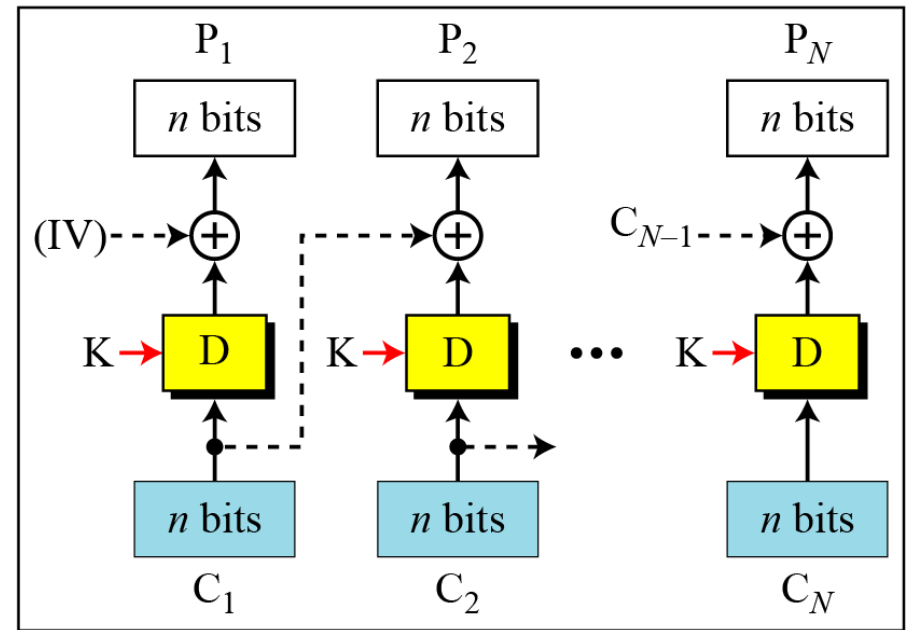 P1 P2 PN
n bits n bits n bits
(IV) CN–1
K D K D ••• K D
n bits n bits n bits
C1 C2 CN